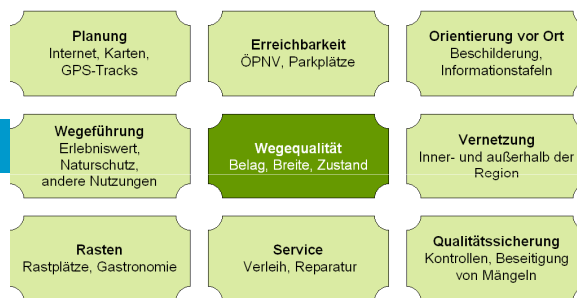 Planung
Internet, Karten,
GPS-Tracks
Erreichbarkeit
ÖPNV, Parkplätze
Orientierung vor Ort
Beschilderung,
Informationstafeln
Wegeführung
Erlebniswert,
Naturschutz,
andere Nutzungen
Wegequalität
Belag, Breite, Zustand
Vernetzung
Inner- und außerhalb der
Region
Rasten
Rastplätze, Gastronomie
Service
Verleih, Reparatur
Qualitätssicherung
Kontrollen, Beseitigung
von Mängeln